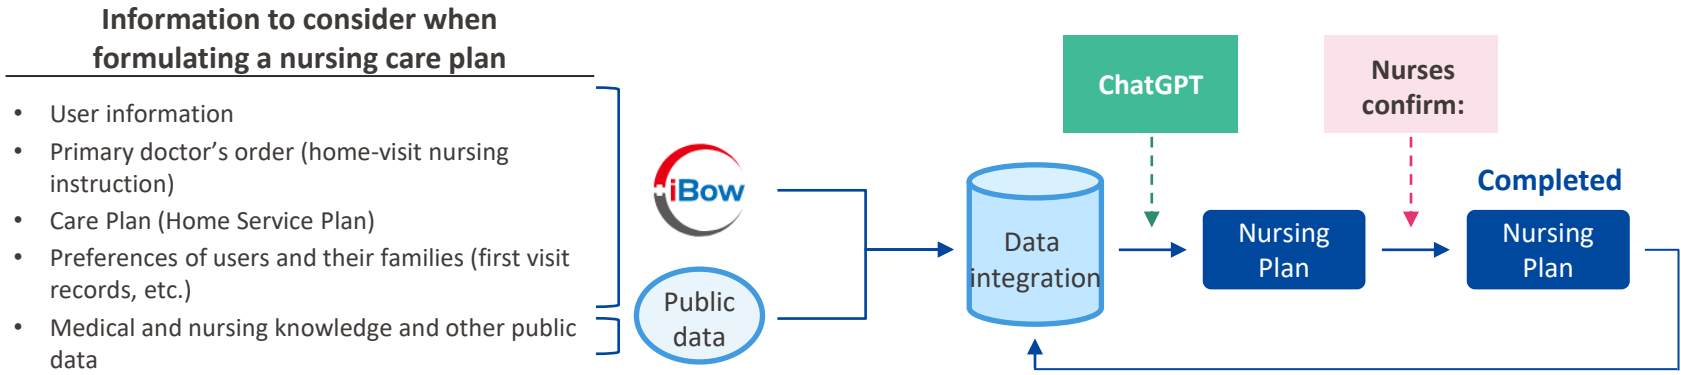 Information to consider when
formulating a nursing care plan
• User information
• Primary doctor's order (home-visit nursing
instruction)
• Care Plan (Home Service Plan)
• Preferences of users and their families (first visit
records, etc.)
• Medical and nursing knowledge and other public
data
iBow
Public
data
Data
integration
ChatGPT
Nursing
Plan
Nurses
confirm:
Completed
Nursing
Plan